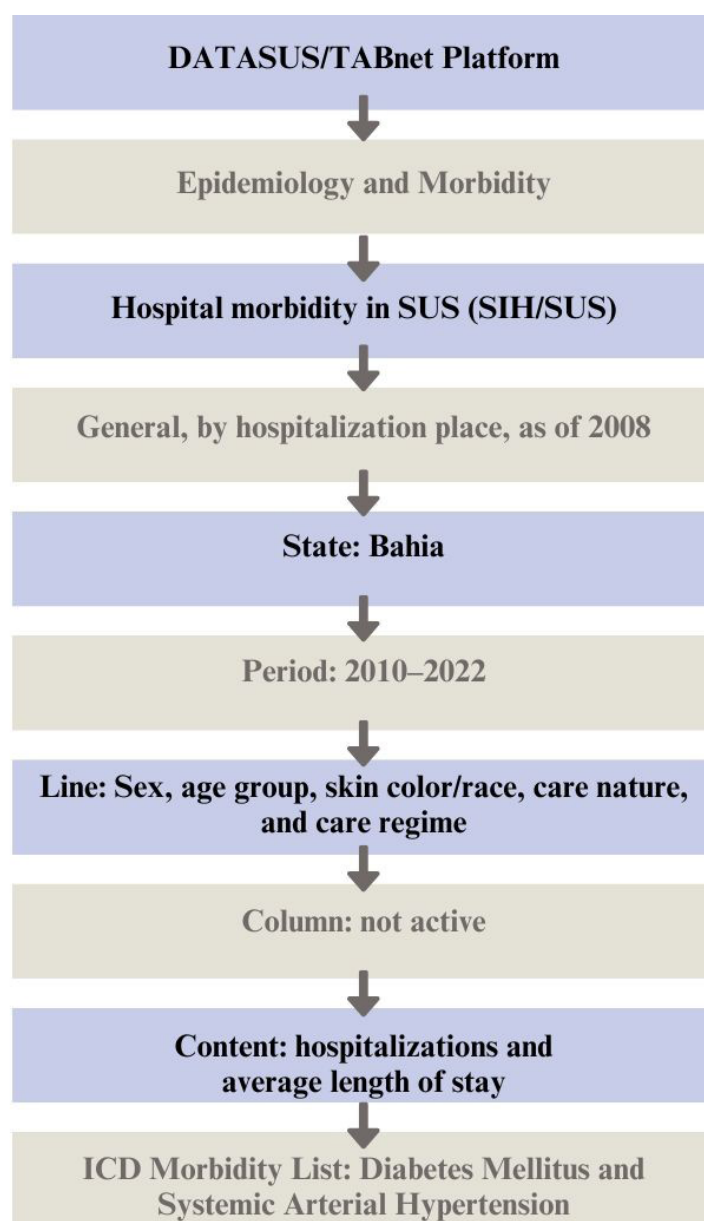 DATASUS/TABnet Platform
Epidemiology and Morbidity
Hospital morbidity in SUS (SIH/SUS)
General, by hospitalization place, as of 2008
State: Bahia
Period: 2010–2022
Line: Sex, age group, skin color/race, care nature,
and care regime
Column: not active
Content: hospitalizations and
average length of stay
ICD Morbidity List: Diabetes Mellitus and
Systemic Arterial Hypertension